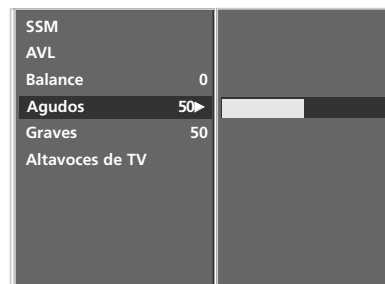 SSM
AVL
Balance 0
Agudos 50►
Graves 50
Altavoces de TV